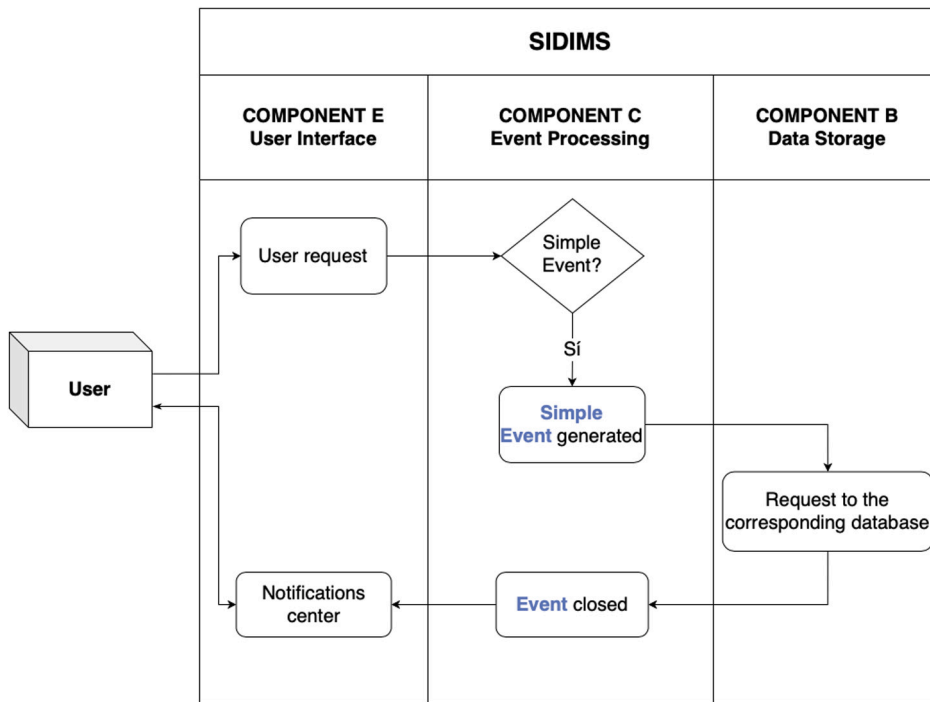 SIDIMS
COMPONENT E
User Interface
COMPONENT C
Event Processing
COMPONENT B
Data Storage
User request
Simple
Event?
Sí
User
Simple
Event generated
Request to the
corresponding database
Notifications
center
Event closed